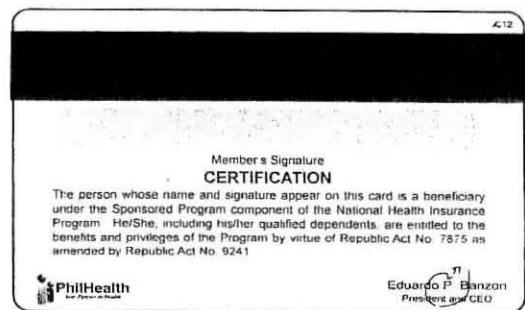 Member s Signature
CERTIFICATION
The person whose name and signature appear on this card is a beneficiary
under the Sponsored Program component of the National Health Insurance
Program He/She, including his/her qualified dependents are entitled to the
benefits and privileges of the Program by virtue of Republic Act No. 7875 as
amended by Republic Act No. 9241
PhilHealth
Eduardo P. Banzon
President and CEO